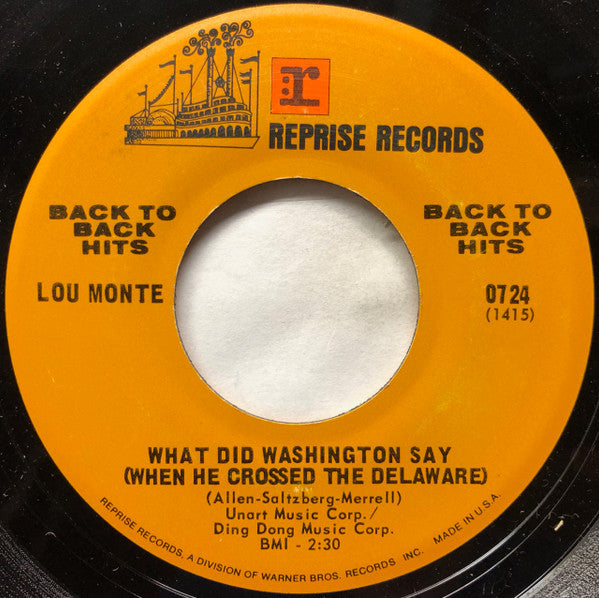 r
REPRISE RECORDS
BACK TO
BACK
HITS
BACK TO
BACK
HITS
LOU MONTE
0724
(1415)
WHAT DID WASHINGTON SAY
(WHEN HE CROSSED THE DELAWARE)
(Allen-Saltzberg-Merrell)
Unart Music Corp./
Ding Dong Music Corp.
BMI - 2:30
REPRISE RECORDS, A DIVISION OF WARNER BROS. RECORDS INC. MADE IN U.S.A.